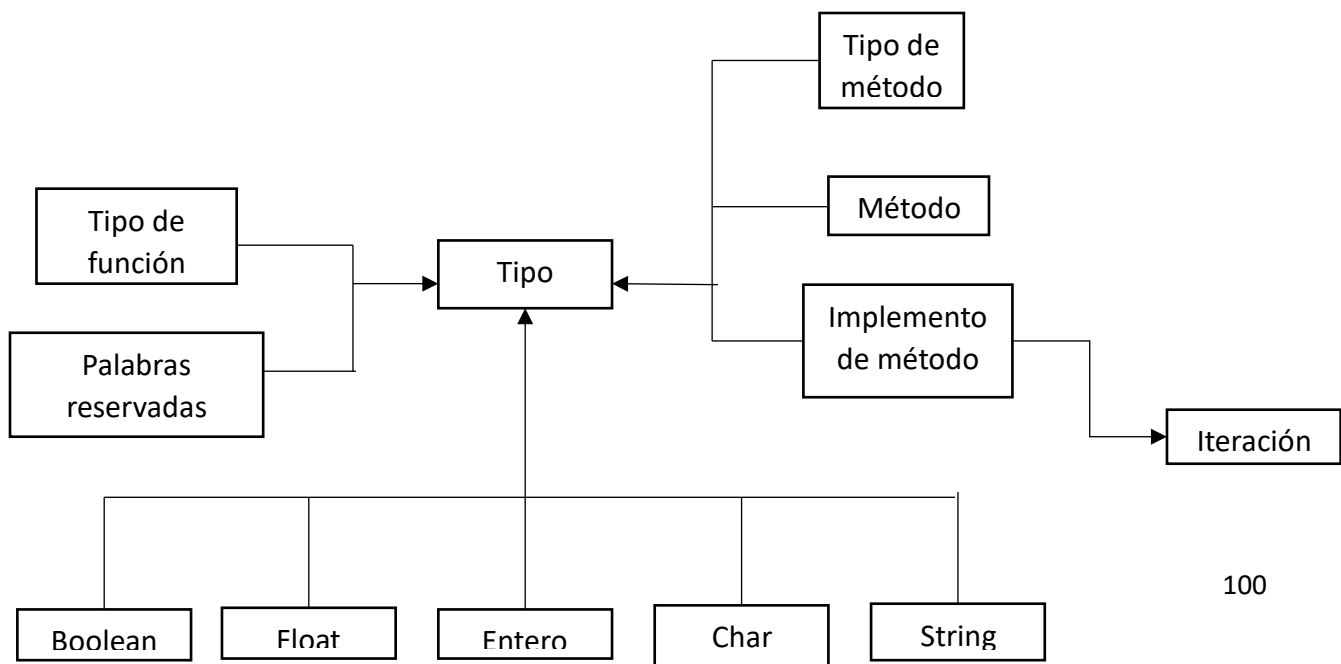 Tipo de
método
Método
Tipo de
función
Tipo
Implemento
de método
Palabras
reservadas
Iteración
100
Boolean
Float
Entero
Char
String